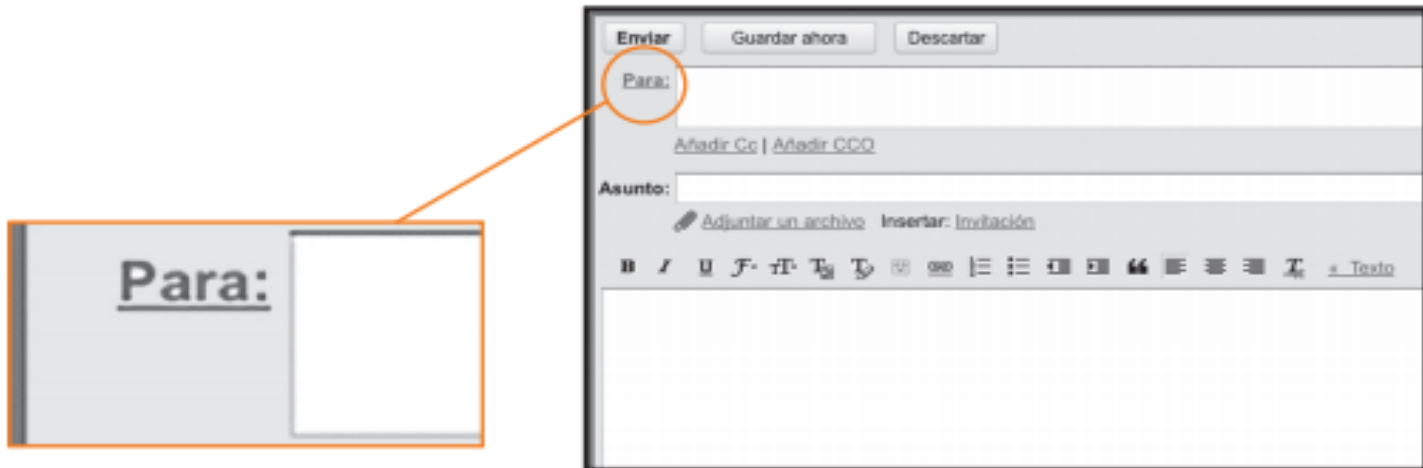 Enviar Guardar ahora Descartar
Para:
Añadir Cc | Añadir CCO
Asunto:
Adjuntar un archivo Insertar: Invitación
B I U F T T T T « Texto
Para: